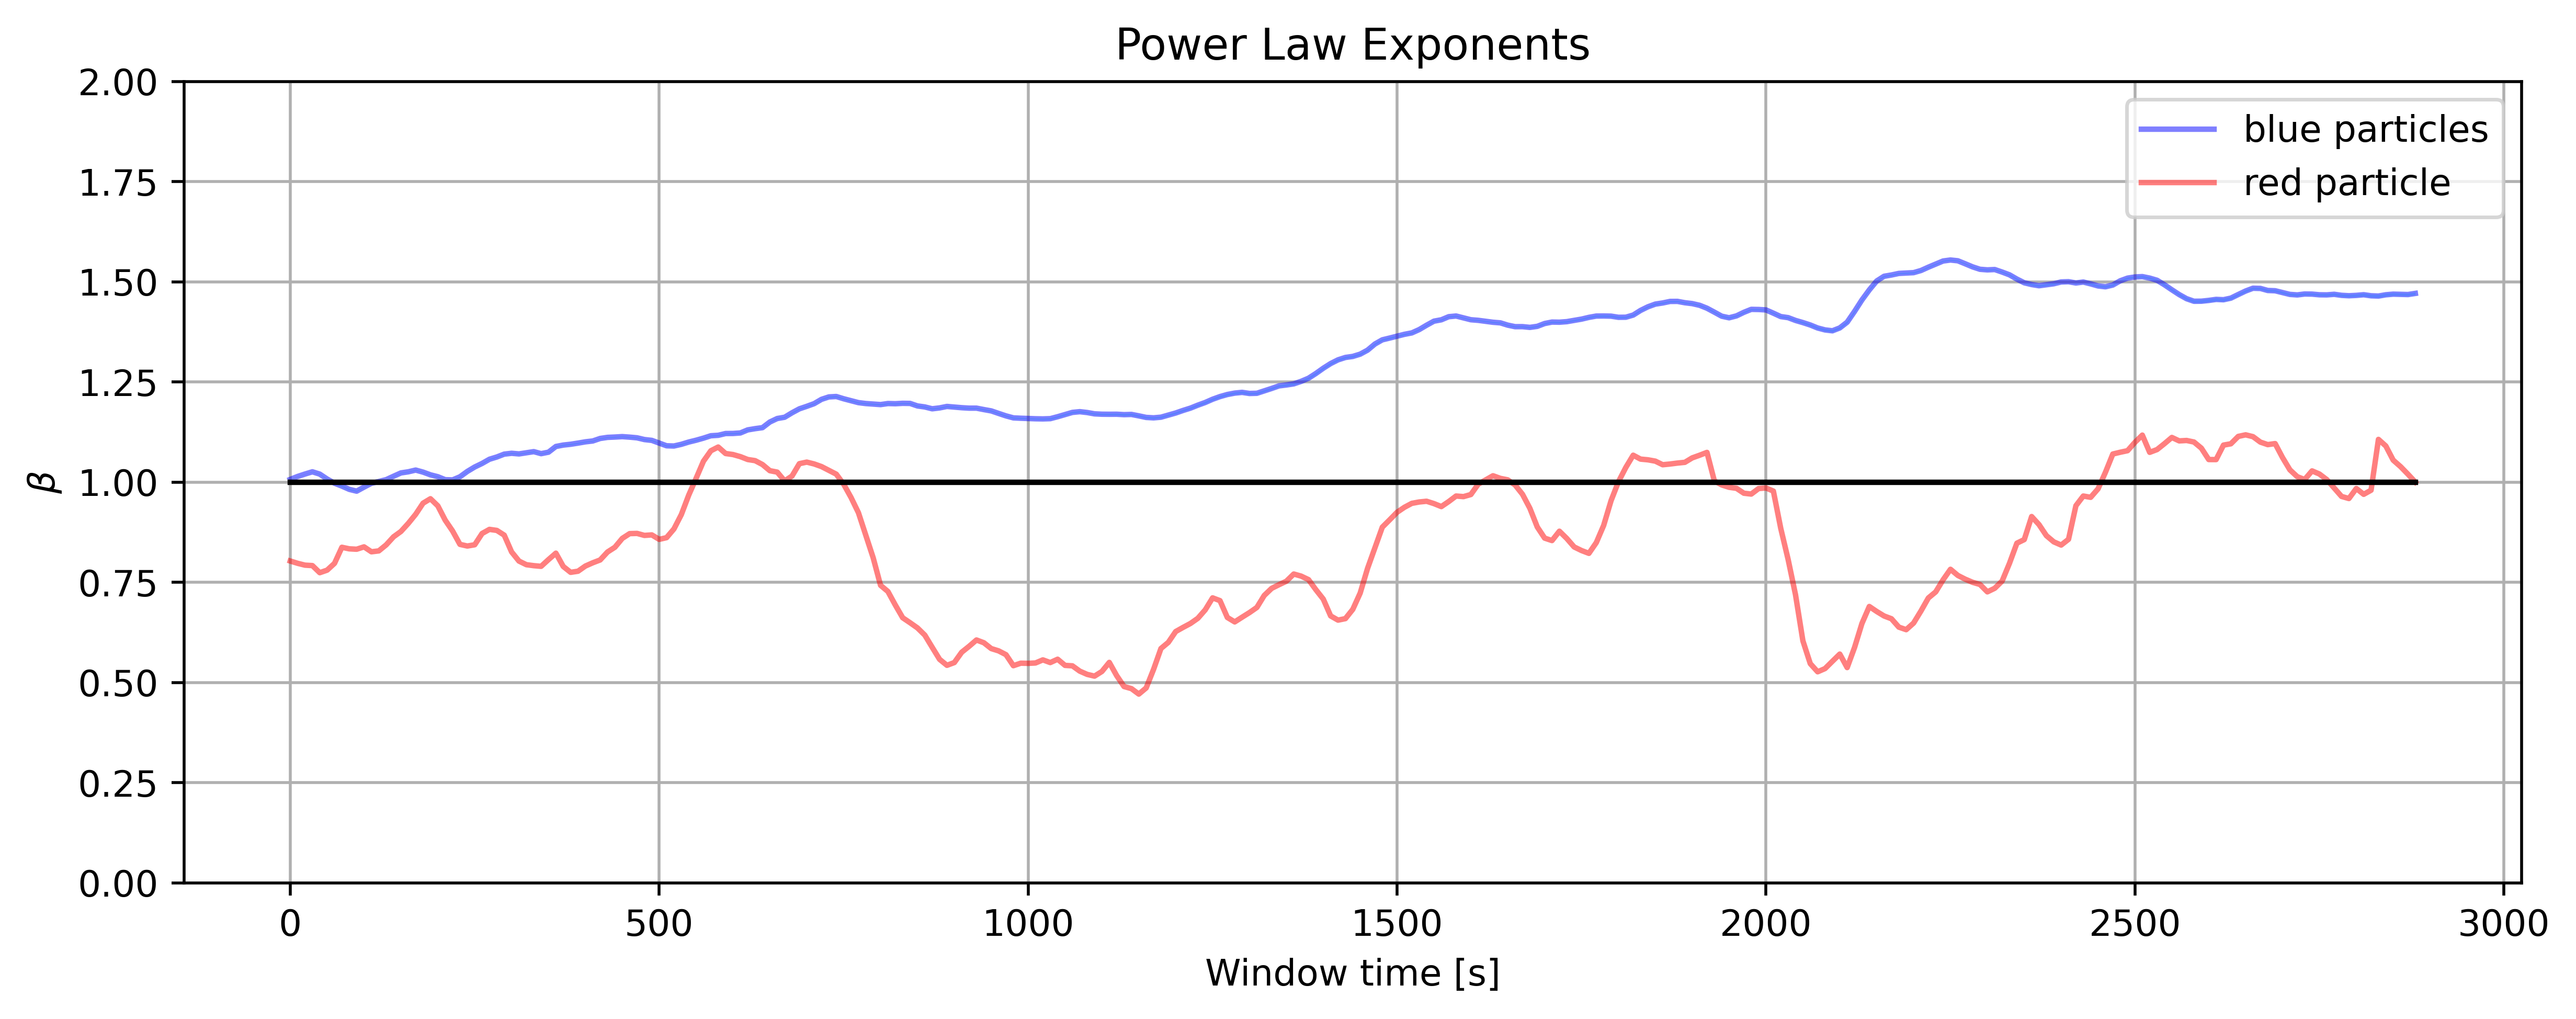 Power Law Exponents
2.00
1.75
1.50
1.25
1.00
0.75
0.50
0.25
0.00
β
blue particles
red particle
0 500 1000 1500 2000 2500 3000
Window time [s]